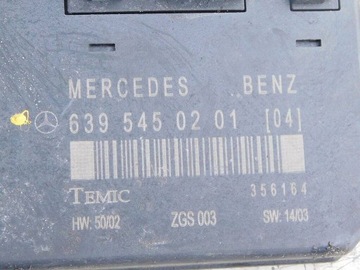 MERCEDES BENZ
639 545 02 01 [04]
TEMIC 356164
HW: 50/02 ZGS 003 SW: 14/03